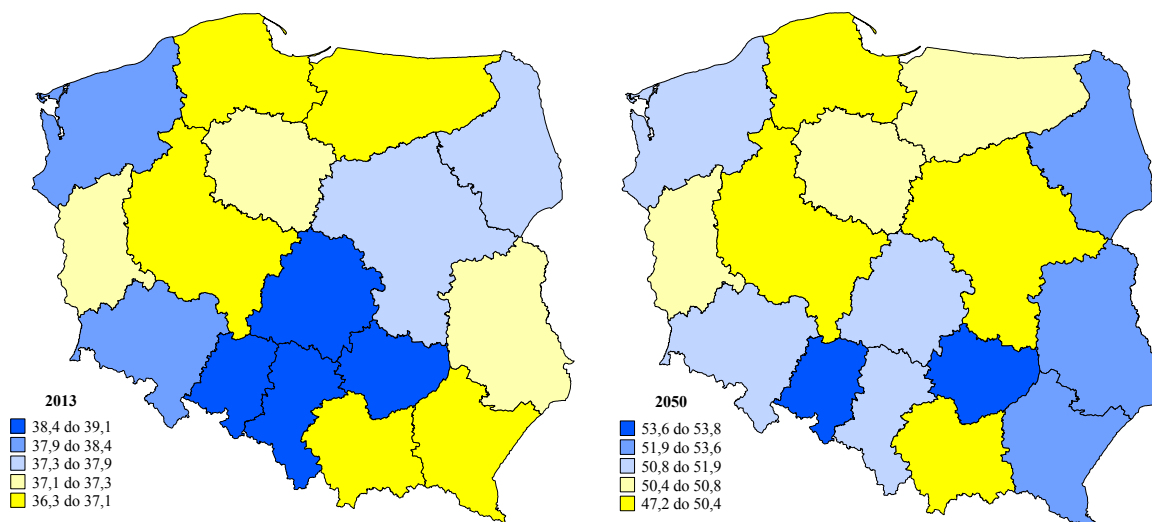 2013
38,4 do 39,1
37,9 do 38,4
37,3 do 37,9
37,1 do 37,3
36,3 do 37,1
2050
53,6 do 53,8
51,9 do 53,6
50,8 do 51,9
50,4 do 50,8
47,2 do 50,4